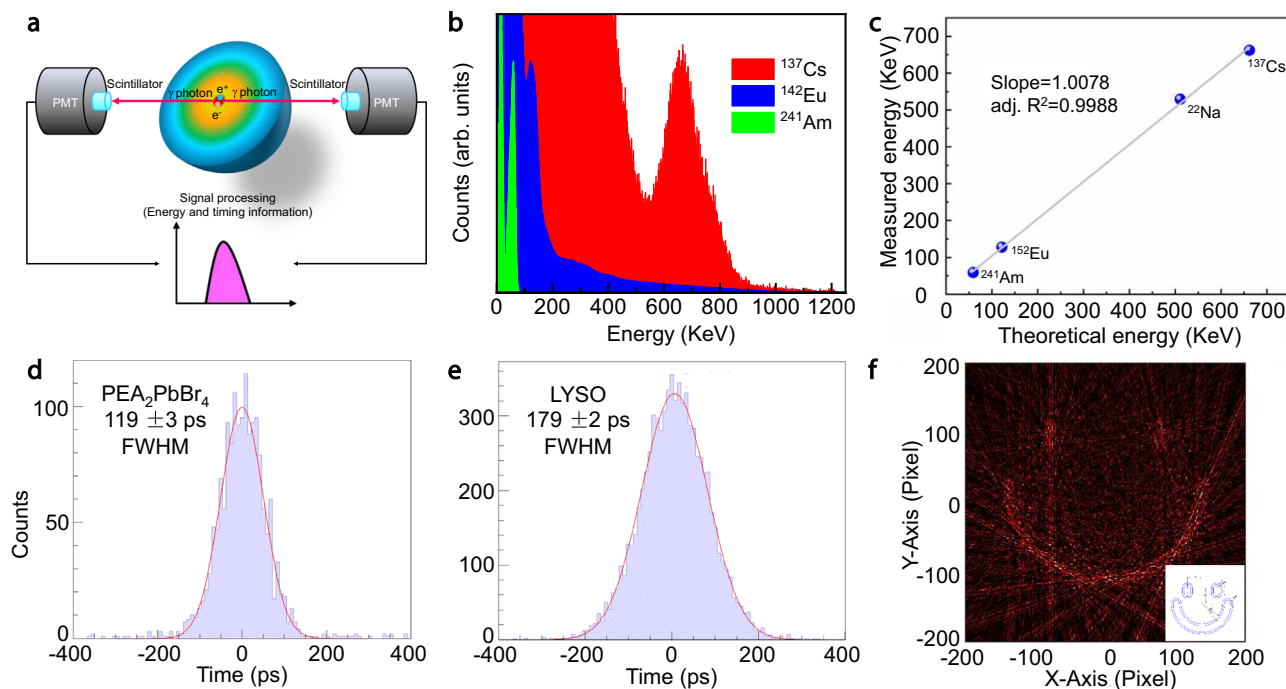 a
Scintillator
Scintillator
PMT
γ photon
e⁺
γ photon
PMT
e⁻
Signal processing
(Energy and timing information)
b
¹³⁷Cs
¹⁴²Eu
²⁴¹Am
Counts (arb. units)
0 200 400 600 800 1000 1200
Energy (KeV)
c
700
600
500
400
300
200
100
0
Measured energy (KeV)
Slope=1.0078
adj. R²=0.9988
¹³⁷Cs
²²Na
¹⁵²Eu
²⁴¹Am
0 100 200 300 400 500 600 700
Theoretical energy (KeV)
d
PEA₂PbBr₄
119 ±3 ps
FWHM
100
50
0
Counts
-400 -200 0 200 400
Time (ps)
e
LYSO
179 ±2 ps
FWHM
300
200
100
0
-400 -200 0 200 400
Time (ps)
f
200
100
0
-100
-200
Y-Axis (Pixel)
-200 -100 0 100 200
X-Axis (Pixel)